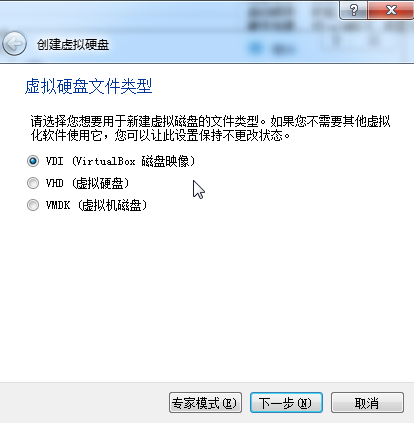 创建虚拟硬盘
虚拟硬盘文件类型
请选择您想要用于新建虚拟磁盘的文件类型。如果您不需要其他虚拟
化软件使用它，您可以让此设置保持不更改状态。
VDI (VirtualBox 磁盘映像)
VHD (虚拟硬盘)
VMDK (虚拟机磁盘)
专家模式(E) 下一步(N) 取消